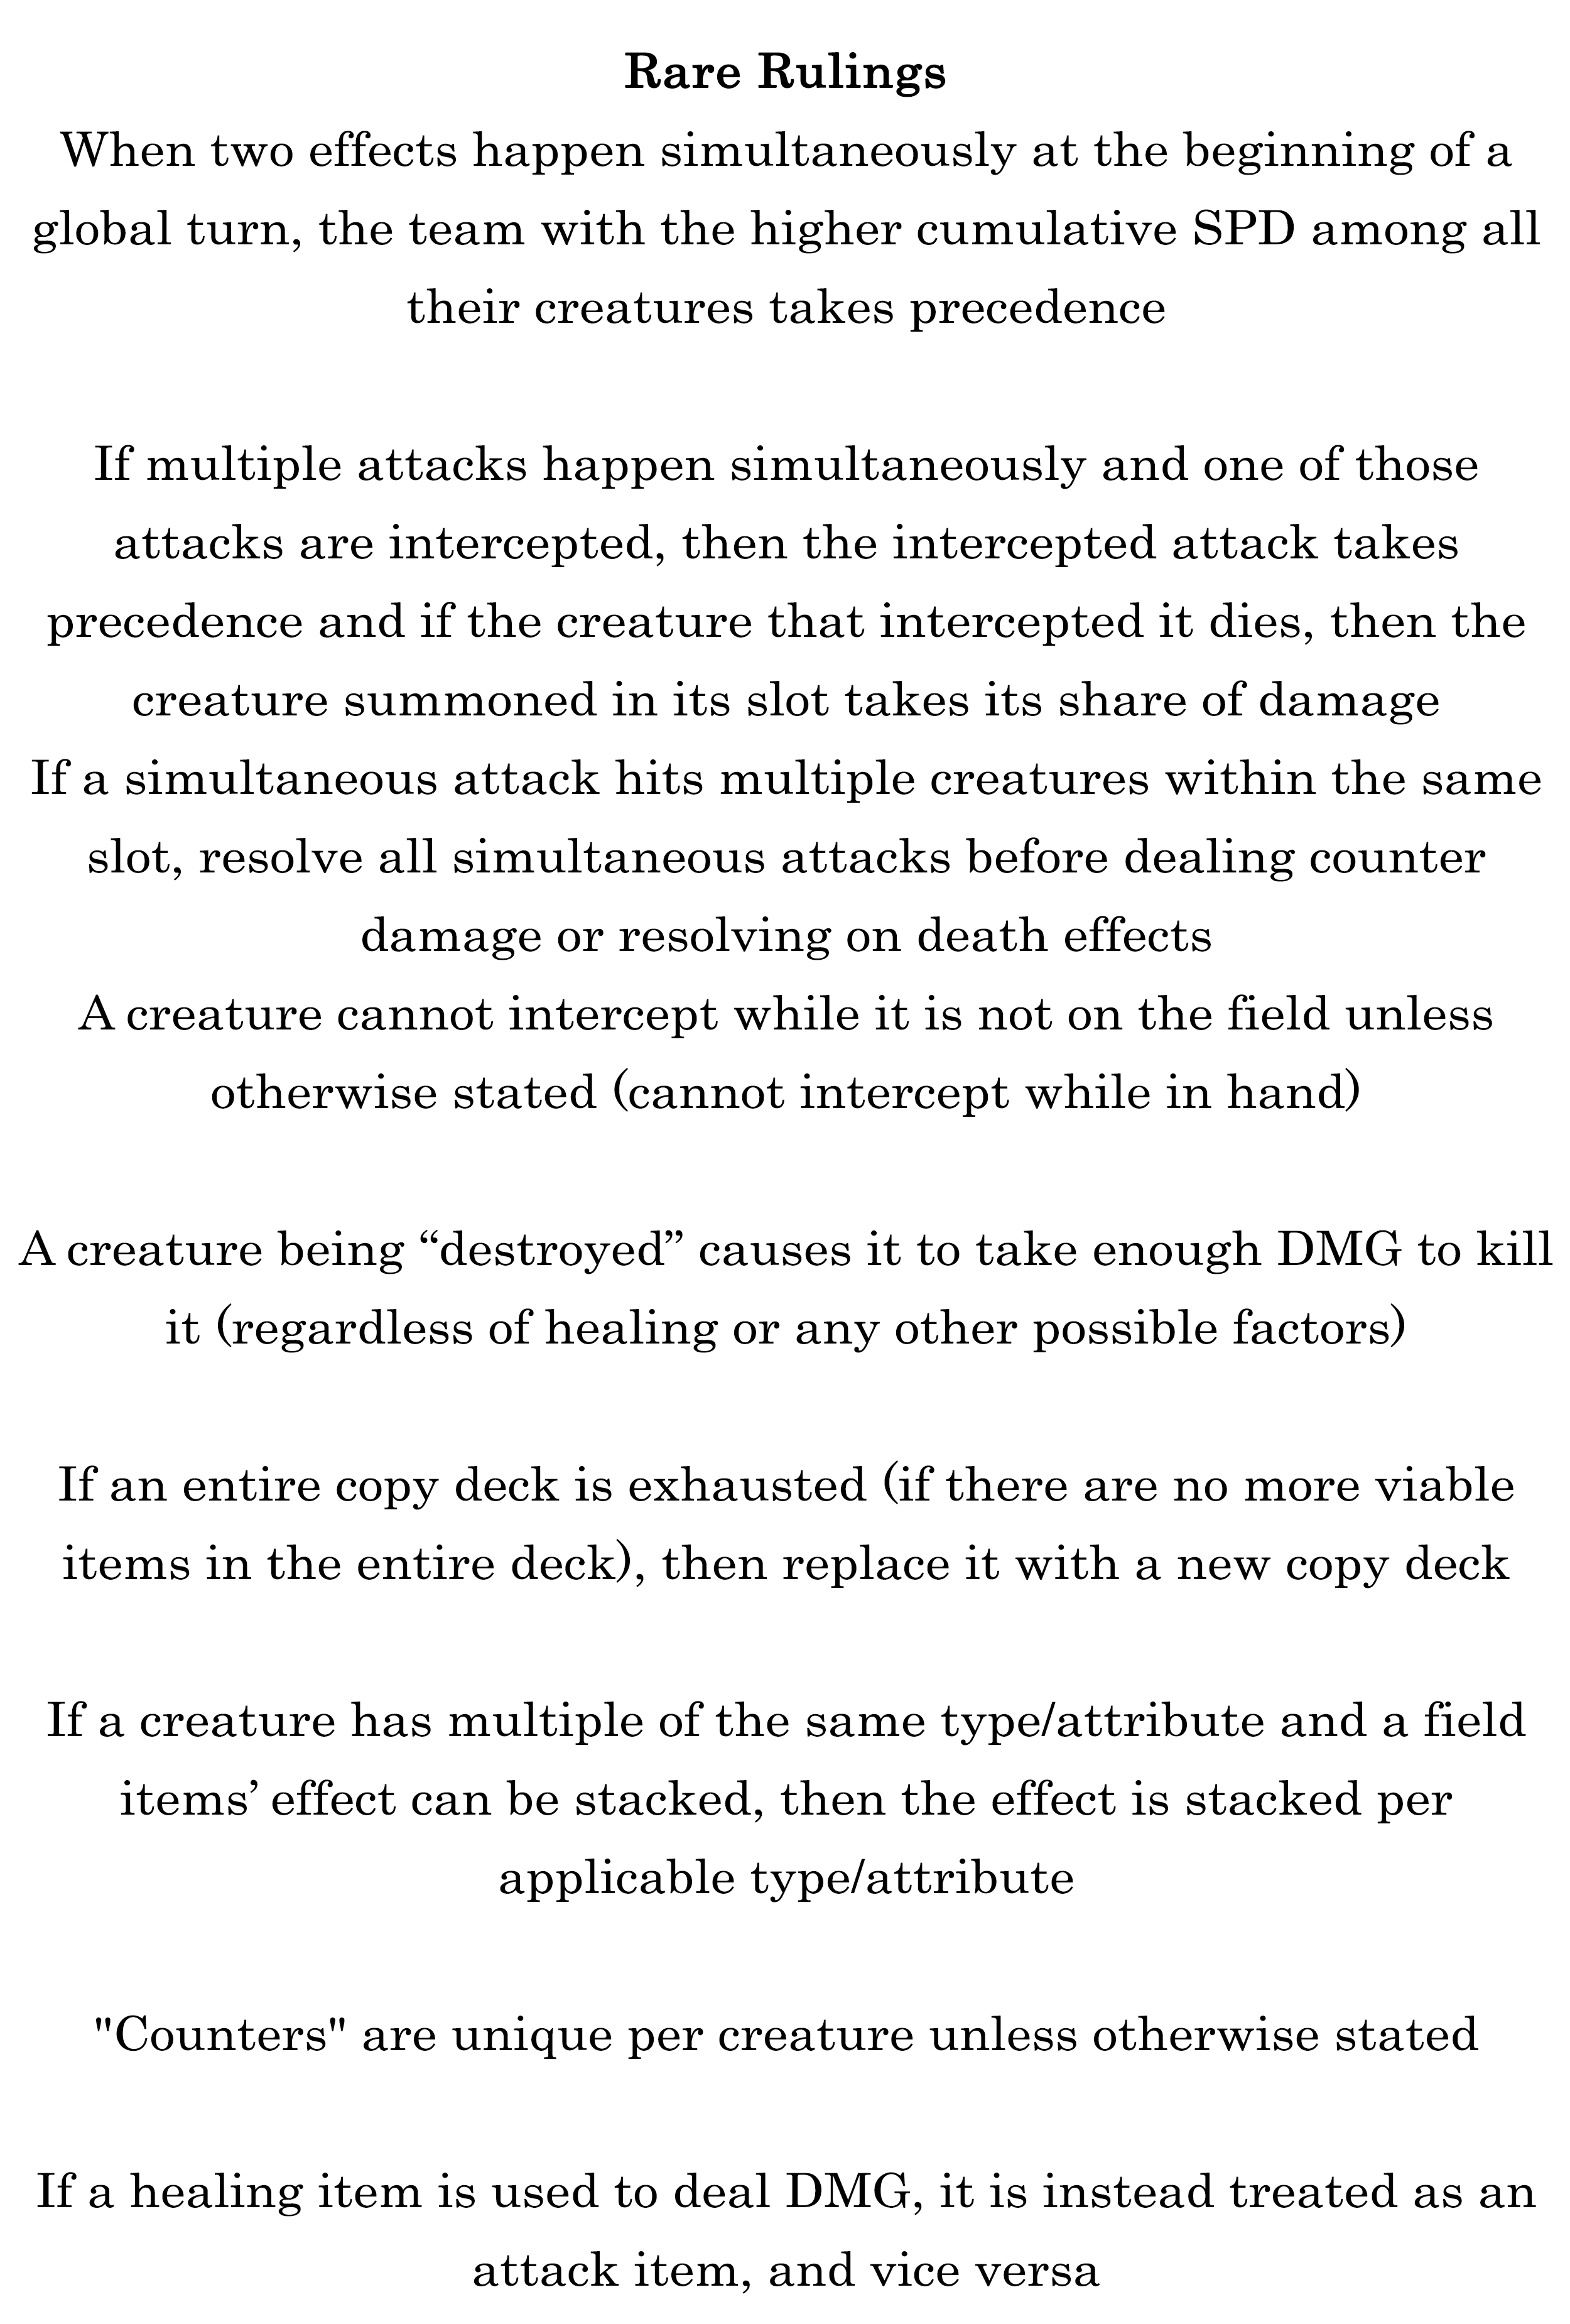 Rare Rulings
When two effects happen simultaneously at the beginning of a
global turn, the team with the higher cumulative SPD among all
their creatures takes precedence
If multiple attacks happen simultaneously and one of those
attacks are intercepted, then the intercepted attack takes
precedence and if the creature that intercepted it dies, then the
creature summoned in its slot takes its share of damage
If a simultaneous attack hits multiple creatures within the same
slot, resolve all simultaneous attacks before dealing counter
damage or resolving on death effects
A creature cannot intercept while it is not on the field unless
otherwise stated (cannot intercept while in hand)
A creature being “destroyed” causes it to take enough DMG to kill
it (regardless of healing or any other possible factors)
If an entire copy deck is exhausted (if there are no more viable
items in the entire deck), then replace it with a new copy deck
If a creature has multiple of the same type/attribute and a field
items’ effect can be stacked, then the effect is stacked per
applicable type/attribute
"Counters" are unique per creature unless otherwise stated
If a healing item is used to deal DMG, it is instead treated as an
attack item, and vice versa